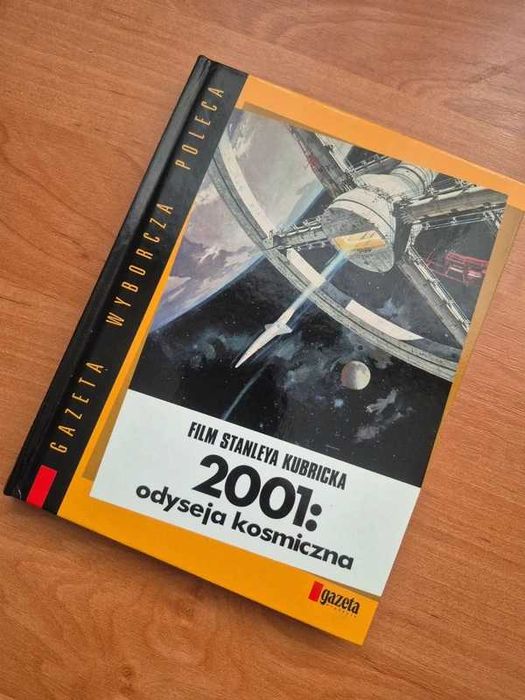 GAZETA WYBORCZA POLECA
FILM STANLEYA KUBRICKA
2001:
odyseja kosmiczna
gazeta